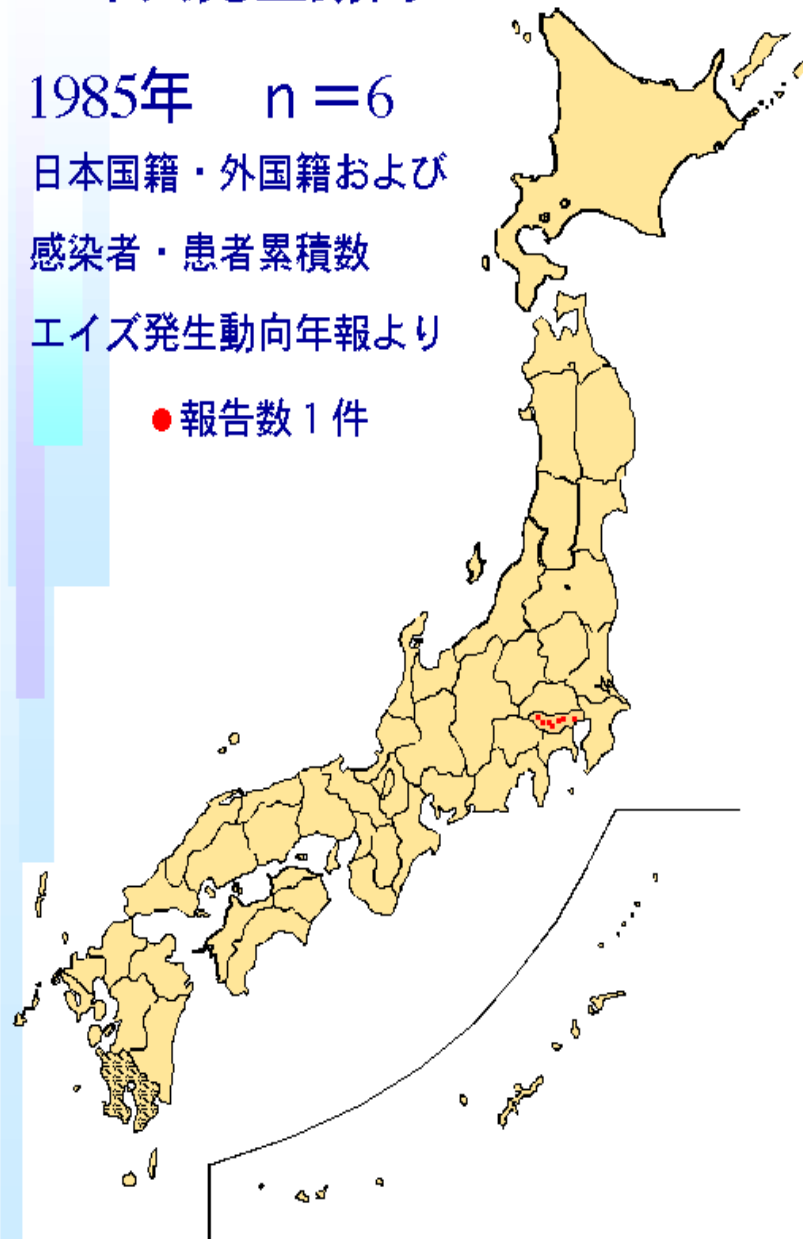 1985年 n=6
日本国籍・外国籍および
感染者・患者累積数
エイズ発生動向年報より
●報告数1件